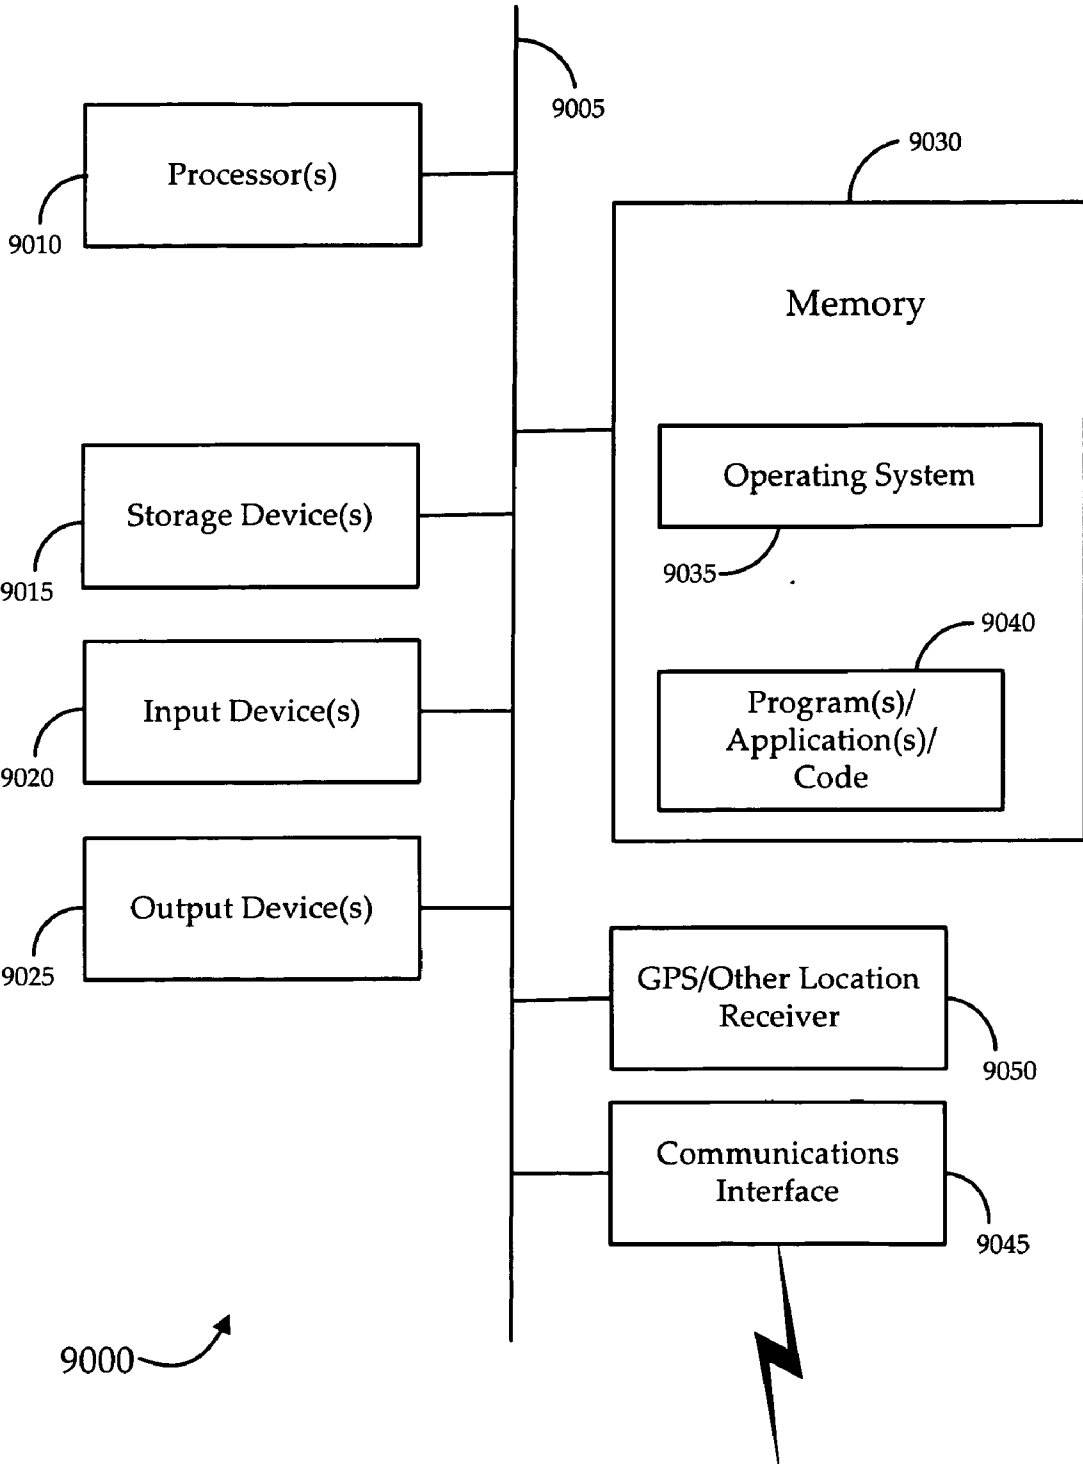 9005
Processor(s)
9010
9030
Memory
Operating System
9035
Storage Device(s)
9015
9040
Program(s)/
Application(s)/
Code
Input Device(s)
9020
Output Device(s)
9025
GPS/Other Location
Receiver
9050
Communications
Interface
9045
9000